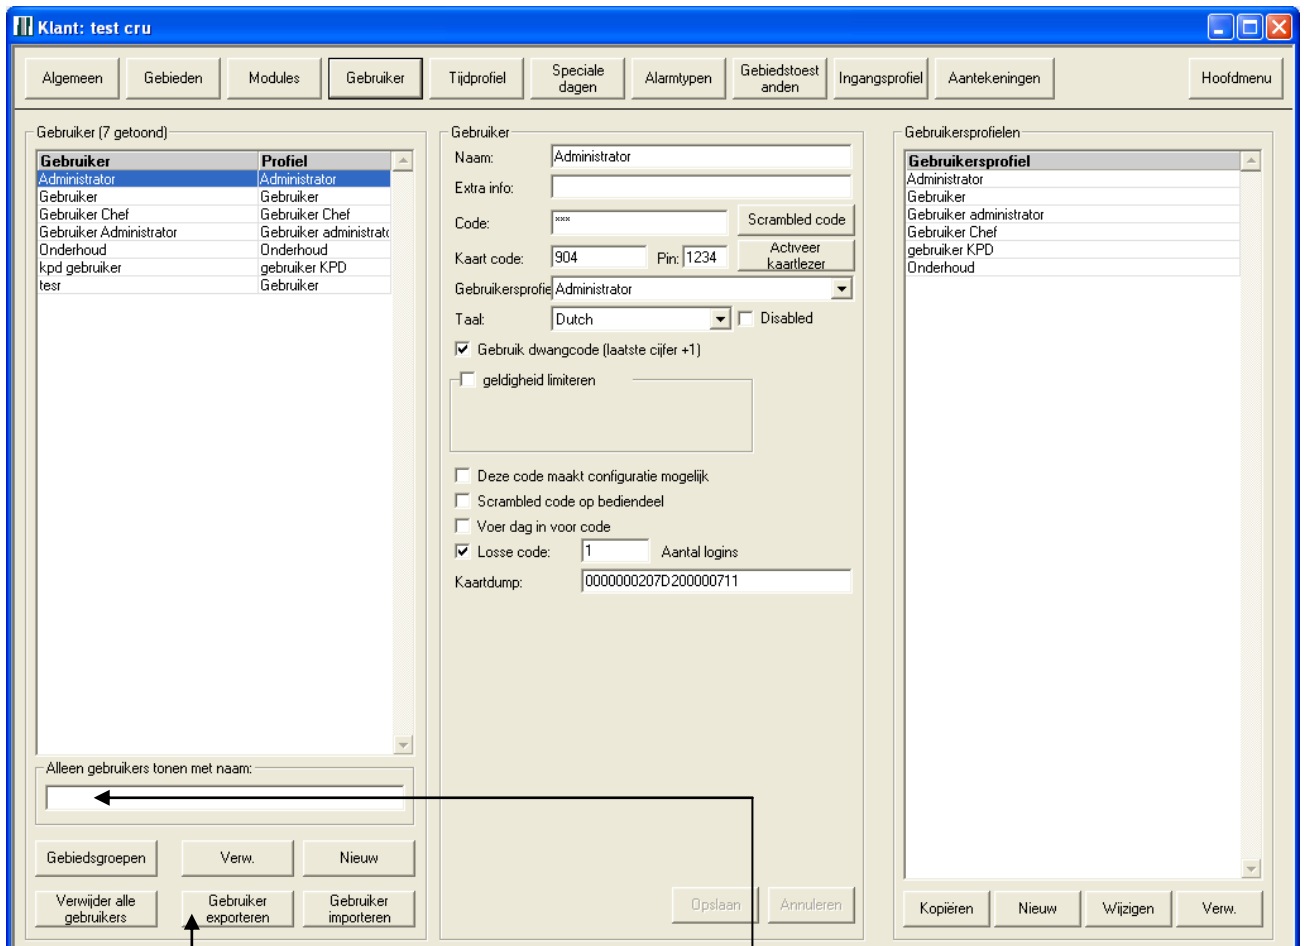 Klant: test cru
Algemeen Gebieden Modules Gebruiker Tijdprofiel Speciale dagen Alarmtypen Gebiedstoest anden Ingangsprofiel Aantekeningen Hoofdmenu
Gebruiker (7 getoond)
Gebruiker Profiel
Administrator Administrator
Gebruiker Gebruiker
Gebruiker Chef Gebruiker Chef
Gebruiker Administrator Gebruiker administrato
Onderhoud Onderhoud
kpd gebruiker gebruiker KPD
tesr Gebruiker
Alleen gebruikers tonen met naam:
Gebiedsgroepen Verw. Nieuw
Verwijder alle gebruikers Gebruiker exporteren Gebruiker importeren
Gebruiker
Naam: Administrator
Extra info:
Code: *** Scrambled code
Kaart code: 904 Pin: 1234 Activeer kaartlezer
Gebruikersprofie Administrator
Taal: Dutch Disabled
Gebruik dwangcode (laatste cijfer +1)
geldigheid limiteren
Deze code maakt configuratie mogelijk
Scrambled code op bediendeel
Voer dag in voor code
Losse code: 1 Aantal logins
Kaartdump: 0000000207D200000711
Opslaan Annuleren
Gebruikersprofielen
Gebruikersprofiel
Administrator
Gebruiker
Gebruiker administrator
Gebruiker Chef
gebruiker KPD
Onderhoud
Kopiëren Nieuw Wijzigen Verw.